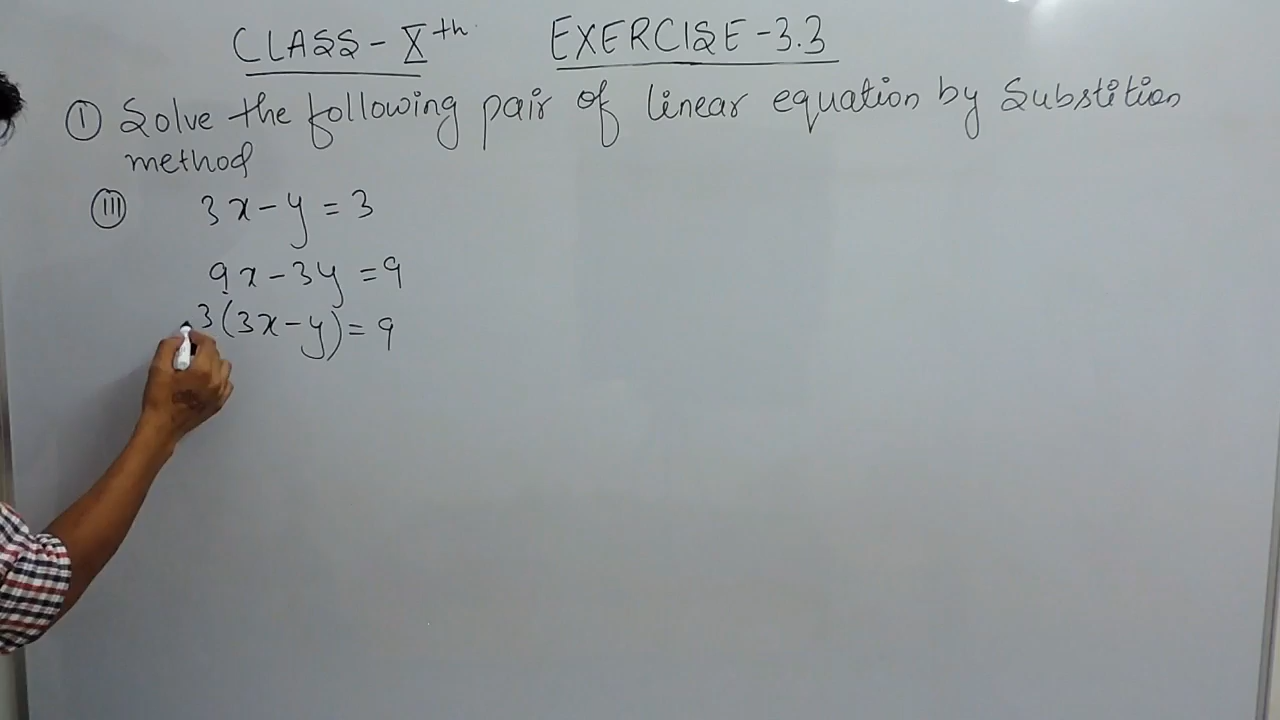 CLASS - Xth EXERCISE - 3.3
① Solve the following pair of linear equation by Substition
method
(III) 3x - y = 3
9x - 3y = 9
3(3x - y) = 9